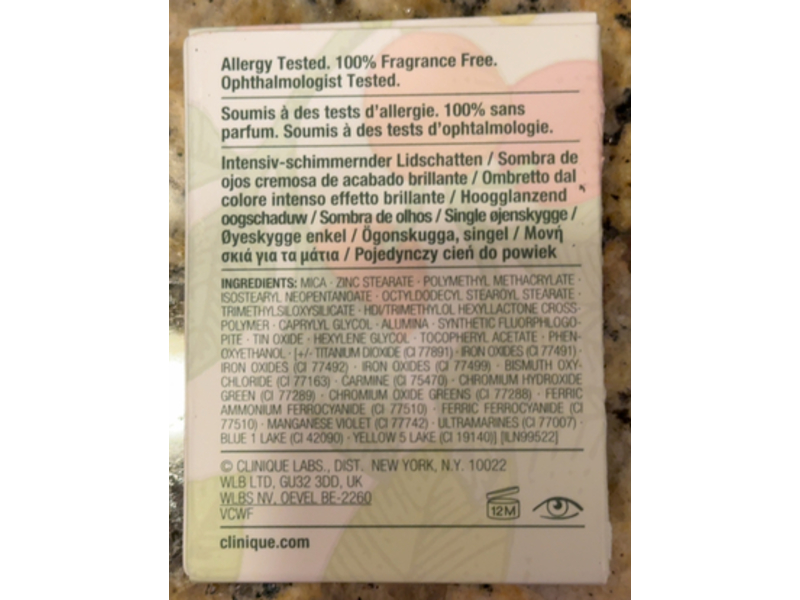 Allergy Tested. 100% Fragrance Free.
Ophthalmologist Tested.
Soumis à des tests d'allergie. 100% sans
parfum. Soumis à des tests d'ophtalmologie.
Intensiv-schimmernder Lidschatten / Sombra de
ojos cremosa de acabado brillante / Ombretto dal
colore intenso effetto brillante / Hoogglanzend
oogschaduw / Sombra de olhos / Single øjenskygge /
Øyeskygge enkel / Ögonskugga, singel / Μονή
σκιά για τα μάτια / Pojedynczy cień do powiek
INGREDIENTS: MICA · ZINC STEARATE · POLYMETHYL METHACRYLATE ·
ISOSTEARYL NEOPENTANOATE · OCTYLDODECYL STEAROYL STEARATE ·
TRIMETHYLSILOXYSILICATE · HDI/TRIMETHYLOL HEXYLLACTONE CROSS-
POLYMER · CAPRYLYL GLYCOL · ALUMINA · SYNTHETIC FLUORPHLOGO-
PITE · TIN OXIDE · HEXYLENE GLYCOL · TOCOPHERYL ACETATE · PHEN-
OXYETHANOL · [+/- TITANIUM DIOXIDE (CI 77891) · IRON OXIDES (CI 77491) ·
IRON OXIDES (CI 77492) · IRON OXIDES (CI 77499) · BISMUTH OXY-
CHLORIDE (CI 77163) · CARMINE (CI 75470) · CHROMIUM HYDROXIDE
GREEN (CI 77289) · CHROMIUM OXIDE GREENS (CI 77288) · FERRIC
AMMONIUM FERROCYANIDE (CI 77510) · FERRIC FERROCYANIDE (CI
77510) · MANGANESE VIOLET (CI 77742) · ULTRAMARINES (CI 77007) ·
BLUE 1 LAKE (CI 42090) · YELLOW 5 LAKE (CI 19140)] [ILN99522]
© CLINIQUE LABS., DIST. NEW YORK, N.Y. 10022
WLB LTD, GU32 3DD, UK
WLBS NV, OEVEL BE-2260
VCWF
12M
clinique.com